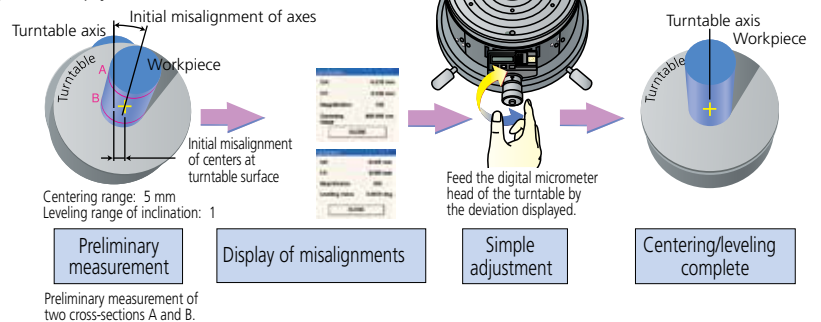 Initial misalignment of axes
Turntable axis
Workpiece
Turntable
A
B
Initial misalignment
of centers at
turntable surface
Centering range: 5 mm
Leveling range of inclination: 1
Preliminary
measurement
Preliminary measurement of
two cross-sections A and B.
Display of misalignments
CLOSE
CLOSE
Feed the digital micrometer
head of the turntable by
the deviation displayed.
Simple
adjustment
Turntable axis
Workpiece
Turntable
Centering/leveling
complete